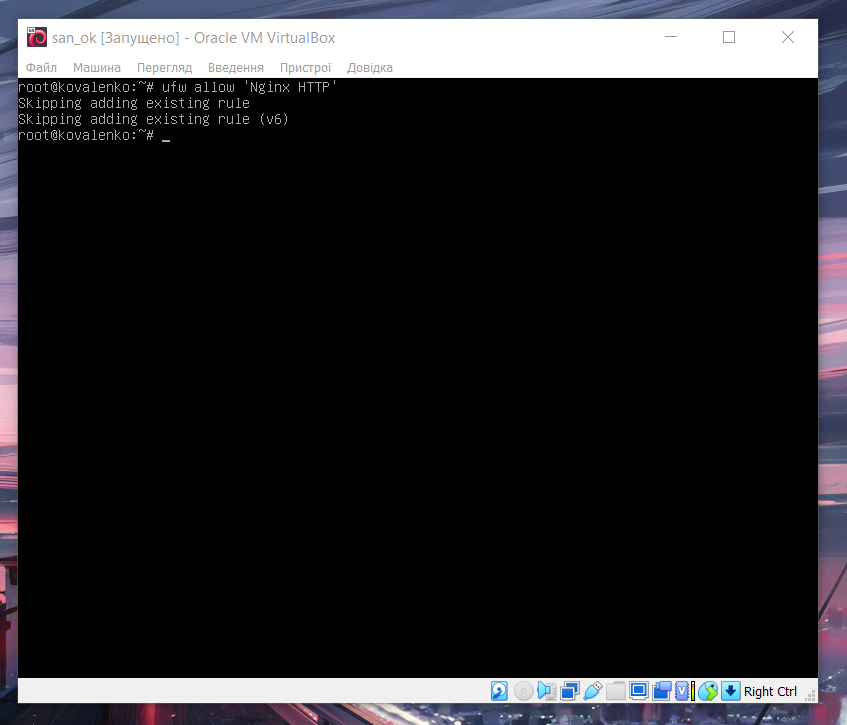 san_ok [Запущено] - Oracle VM VirtualBox
Файл Машина Перегляд Введення Пристрої Довідка
root@kovalenko:~# ufw allow 'Nginx HTTP'
Skipping adding existing rule
Skipping adding existing rule (v6)
root@kovalenko:~# _
Right Ctrl